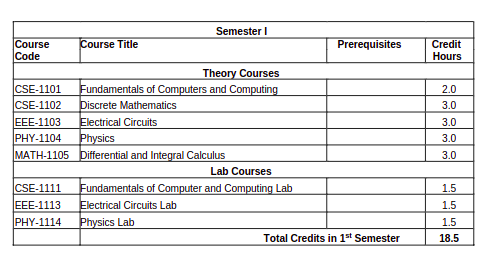 Semester I
Course Code Course Title Prerequisites Credit Hours
Theory Courses
CSE-1101 Fundamentals of Computers and Computing 2.0
CSE-1102 Discrete Mathematics 3.0
EEE-1103 Electrical Circuits 3.0
PHY-1104 Physics 3.0
MATH-1105 Differential and Integral Calculus 3.0
Lab Courses
CSE-1111 Fundamentals of Computer and Computing Lab 1.5
EEE-1113 Electrical Circuits Lab 1.5
PHY-1114 Physics Lab 1.5
Total Credits in 1st Semester 18.5